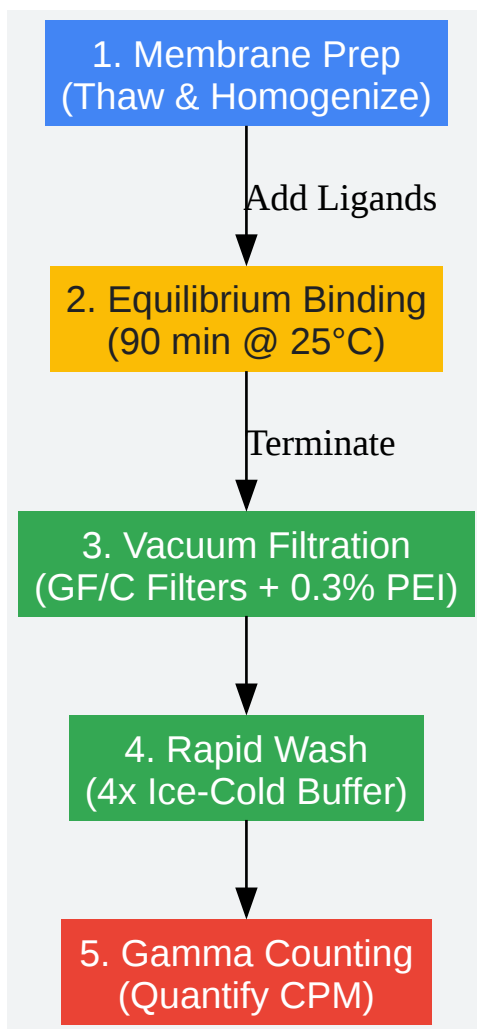 1. Membrane Prep
(Thaw & Homogenize)
Add Ligands
2. Equilibrium Binding
(90 min @ 25°C)
Terminate
3. Vacuum Filtration
(GF/C Filters + 0.3% PEI)
4. Rapid Wash
(4x Ice-Cold Buffer)
5. Gamma Counting
(Quantify CPM)